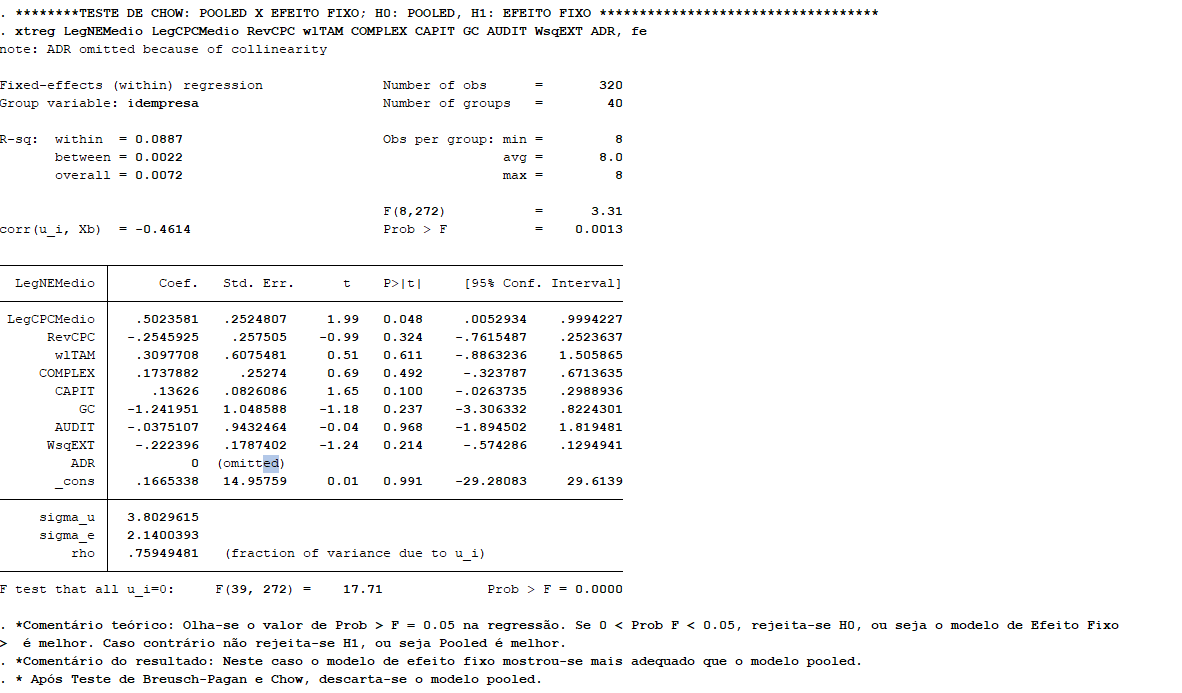 . ********TESTE DE CHOW: POOLED X EFEITO FIXO; H0: POOLED, H1: EFEITO FIXO **********************************
. xtreg LegNEMedio LegCPCMedio RevCPC wlTAM COMPLEX CAPIT GC AUDIT WsqEXT ADR, fe
note: ADR omitted because of collinearity
Fixed-effects (within) regression Number of obs = 320
Group variable: idempresa Number of groups = 40
R-sq: within = 0.0887 Obs per group: min = 8
between = 0.0022 avg = 8.0
overall = 0.0072 max = 8
F(8,272) = 3.31
corr(u_i, Xb) = -0.4614 Prob > F = 0.0013
LegNEMedio Coef. Std. Err. t P>|t| [95% Conf. Interval]
LegCPCMedio .5023581 .2524807 1.99 0.048 .0052934 .9994227
RevCPC -.2545925 .257505 -0.99 0.324 -.7615487 .2523637
wlTAM .3097708 .6075481 0.51 0.611 -.8863236 1.505865
COMPLEX .1737882 .25274 0.69 0.492 -.323787 .6713635
CAPIT .13626 .0826086 1.65 0.100 -.0263735 .2988936
GC -1.241951 1.048588 -1.18 0.237 -3.306332 .8224301
AUDIT -.0375107 .9432464 -0.04 0.968 -1.894502 1.819481
WsqEXT -.222396 .1787402 -1.24 0.214 -.574286 .1294941
ADR 0 (omitted)
_cons .1665338 14.95759 0.01 0.991 -29.28083 29.6139
sigma_u 3.8029615
sigma_e 2.1400393
rho .75949481 (fraction of variance due to u_i)
F test that all u_i=0: F(39, 272) = 17.71 Prob > F = 0.0000
. *Comentário teórico: Olha-se o valor de Prob > F = 0.05 na regressão. Se 0 < Prob F < 0.05, rejeita-se H0, ou seja o modelo de Efeito Fixo
> é melhor. Caso contrário não rejeita-se H1, ou seja Pooled é melhor.
. *Comentário do resultado: Neste caso o modelo de efeito fixo mostrou-se mais adequado que o modelo pooled.
. * Após Teste de Breusch-Pagan e Chow, descarta-se o modelo pooled.